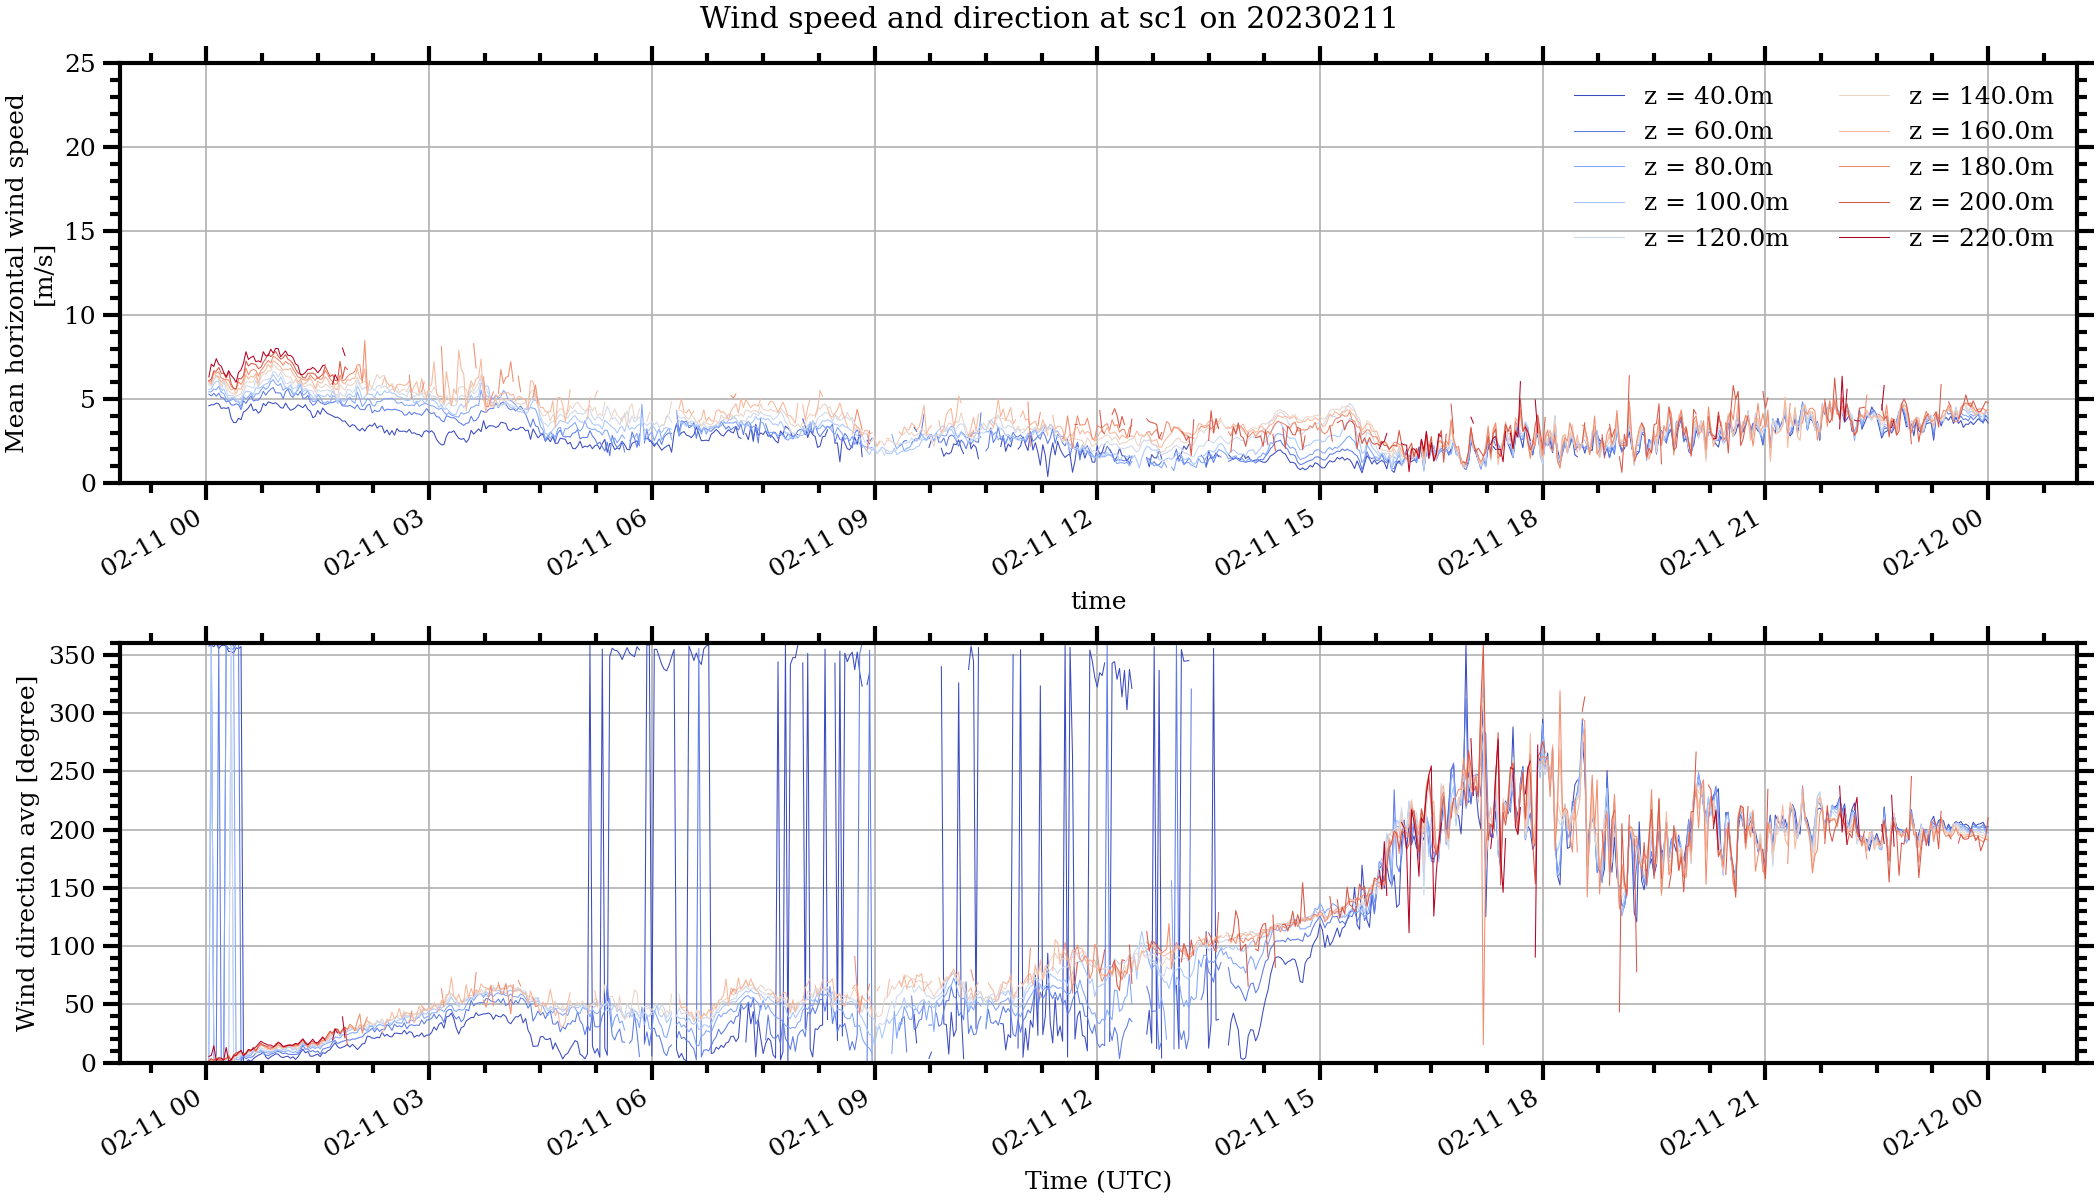 Wind speed and direction at sc1 on 20230211
Mean horizontal wind speed
[m/s]
25
20
15
10
5
0
z = 40.0m
z = 60.0m
z = 80.0m
z = 100.0m
z = 120.0m
z = 140.0m
z = 160.0m
z = 180.0m
z = 200.0m
z = 220.0m
02-11 00
02-11 03
02-11 06
02-11 09
02-11 12
02-11 15
02-11 18
02-11 21
02-12 00
time
Wind direction avg [degree]
350
300
250
200
150
100
50
0
02-11 00
02-11 03
02-11 06
02-11 09
02-11 12
02-11 15
02-11 18
02-11 21
02-12 00
Time (UTC)